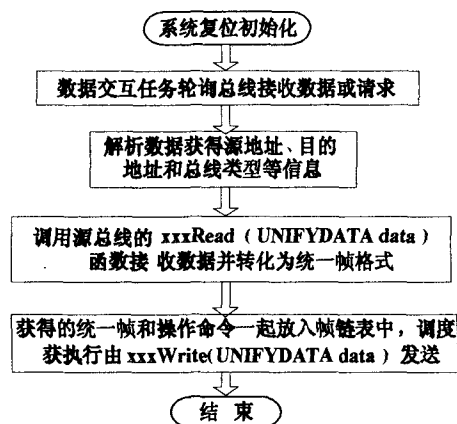 系统复位初始化
数据交互任务轮询总线接收数据或请求
解析数据获得源地址、目的
地址和总线类型等信息
调用源总线的 xxxRead（UNIFYDATA data）
函数接 收数据并转化为统一帧格式
获得的统一帧和操作命令一起放入帧链表中，调度
获执行由 xxxWrite(UNIFYDATA data ）发送
结 束